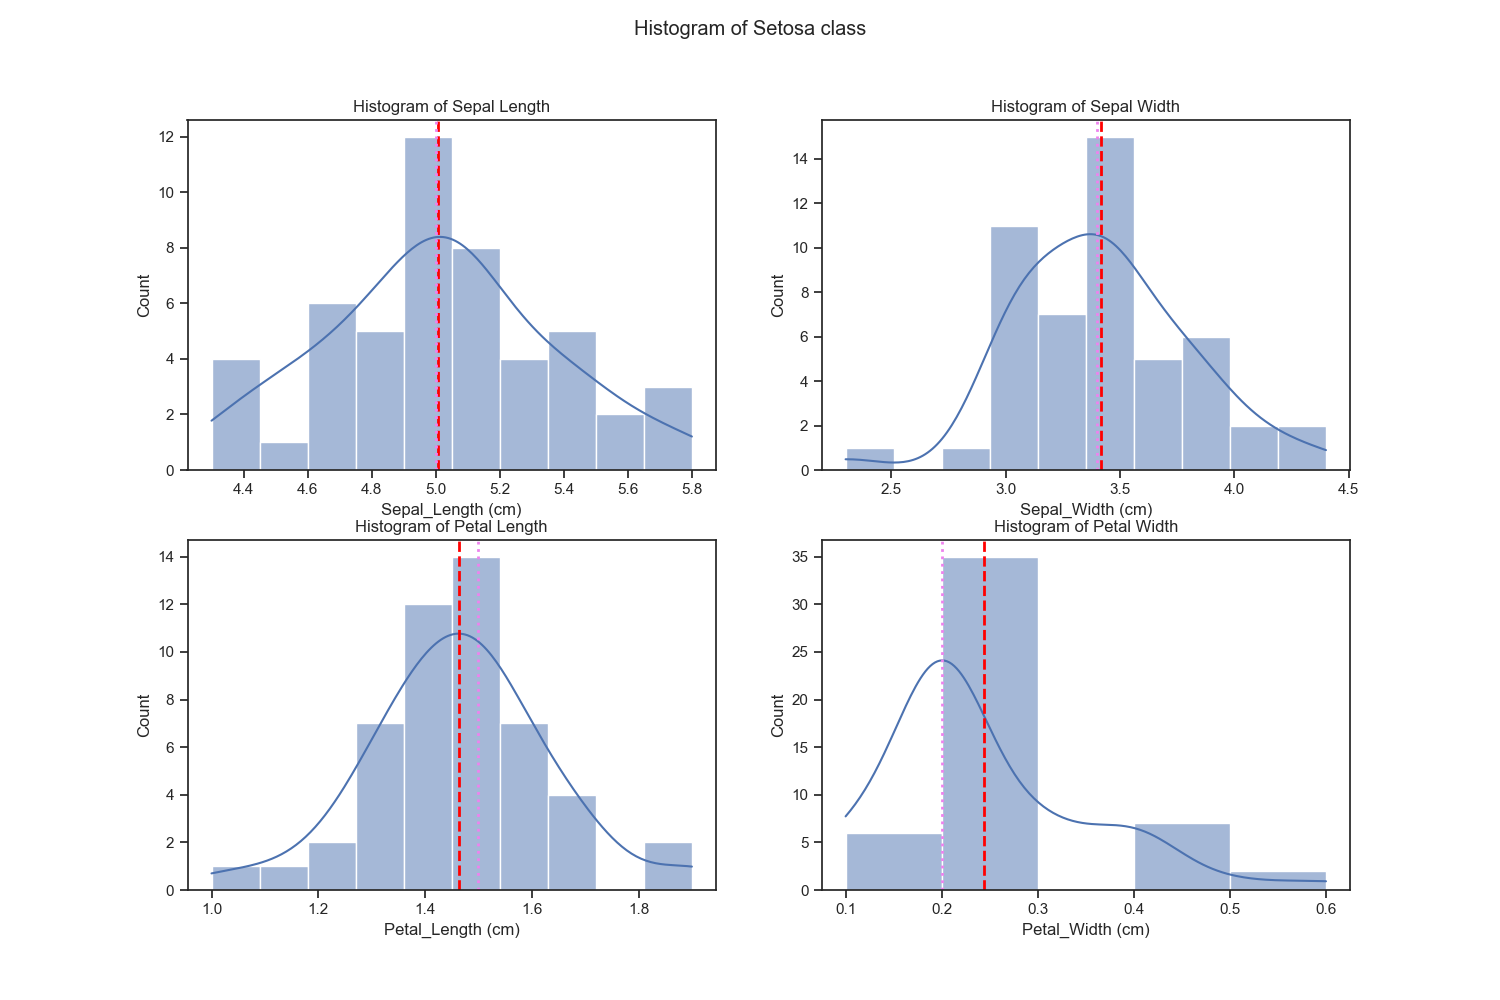 Histogram of Setosa class
Histogram of Sepal Length
12
10
8
6
4
2
0
Count
4.4 4.6 4.8 5.0 5.2 5.4 5.6 5.8
Sepal_Length (cm)
Histogram of Sepal Width
14
12
10
8
6
4
2
0
Count
2.5 3.0 3.5 4.0 4.5
Sepal_Width (cm)
Histogram of Petal Length
14
12
10
8
6
4
2
0
Count
1.0 1.2 1.4 1.6 1.8
Petal_Length (cm)
Histogram of Petal Width
35
30
25
20
15
10
5
0
Count
0.1 0.2 0.3 0.4 0.5 0.6
Petal_Width (cm)